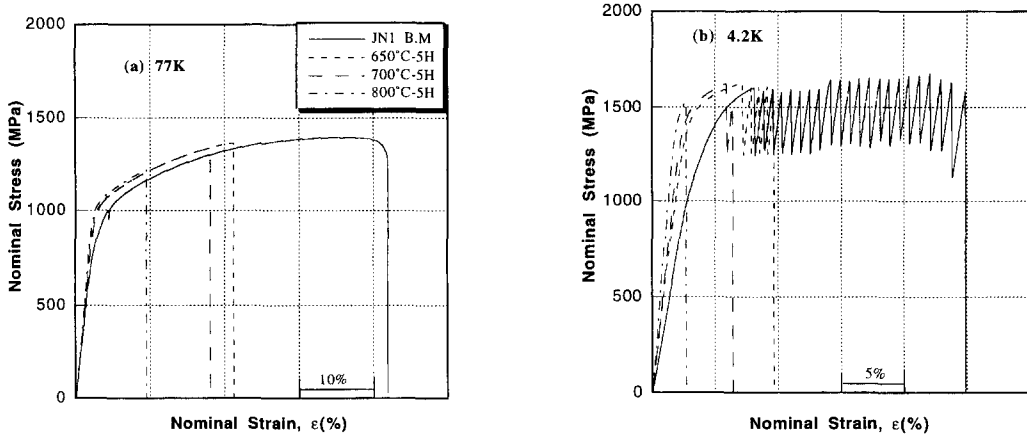 2000
1500
1000
500
0
Nominal Stress (MPa)
(a) 77K
JN1 B.M
650°C-5H
700°C-5H
800°C-5H
10%
Nominal Strain, ε(%)
2000
1500
1000
500
0
Nominal Stress (MPa)
(b) 4.2K
5%
Nominal Strain, ε(%)